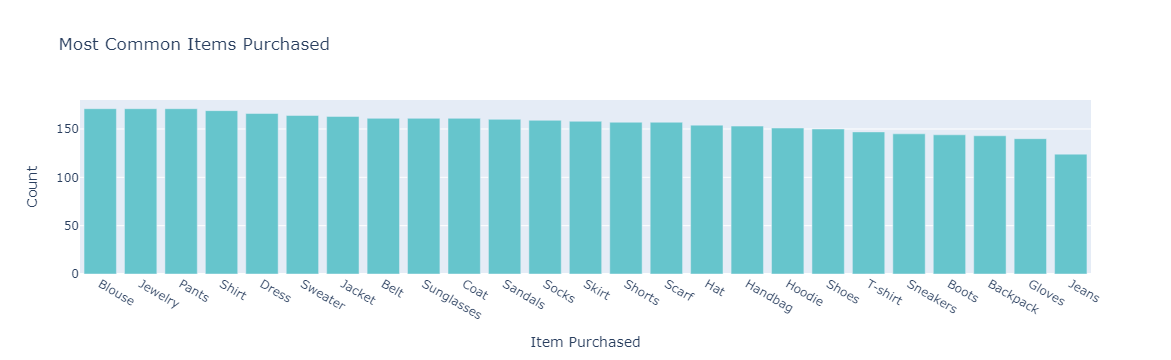 Most Common Items Purchased
Count
150
100
50
0
Blouse
Jewelry
Pants
Shirt
Dress
Sweater
Jacket
Belt
Sunglasses
Coat
Sandals
Socks
Skirt
Shorts
Scarf
Hat
Handbag
Hoodie
Shoes
T-shirt
Sneakers
Boots
Backpack
Gloves
Jeans
Item Purchased